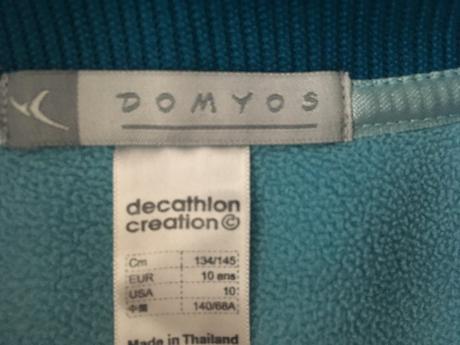 DOMYOS
decathlon
creation©
Cm 134/145
EUR 10 ans
USA 10
中国 140/68A
Made in Thailand